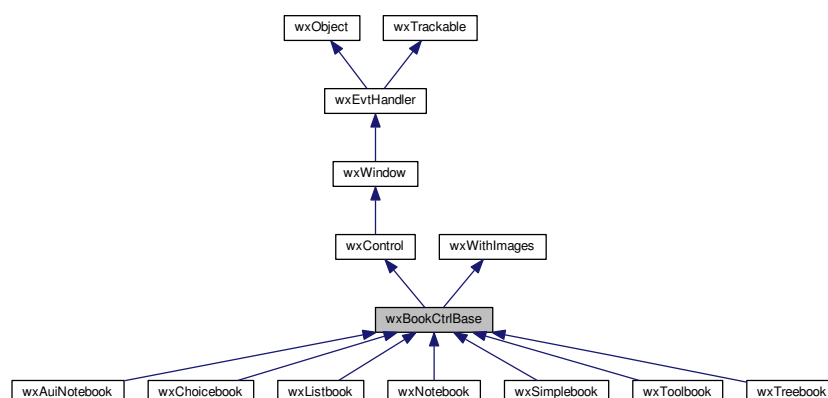 wxObject wxTrackable
wxEvtHandler
wxWindow
wxControl wxWithImages
wxBookCtrlBase
wxAuiNotebook wxChoicebook wxListbook wxNotebook wxSimplebook wxToolbook wxTreebook